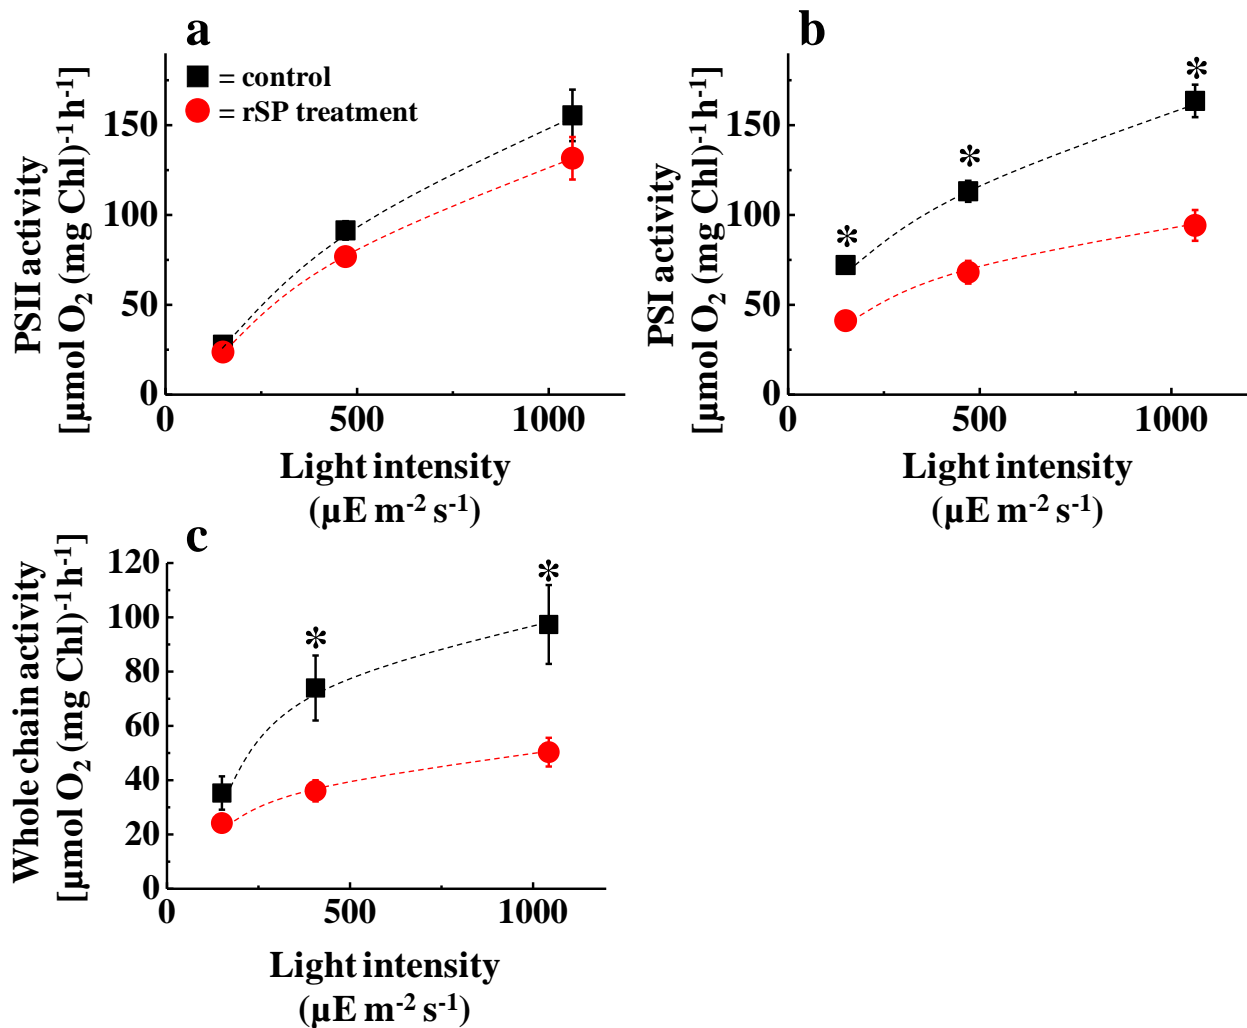 a
= control
= rSP treatment
PSII activity
[µmol O₂ (mg Chl)⁻¹h⁻¹]
150
100
50
0
0 500 1000
Light intensity
(µE m⁻² s⁻¹)
b
PSI activity
[µmol O₂ (mg Chl)⁻¹h⁻¹]
150
100
50
0
* * *
0 500 1000
Light intensity
(µE m⁻² s⁻¹)
c
Whole chain activity
[µmol O₂ (mg Chl)⁻¹h⁻¹]
120
100
80
60
40
20
0
* *
0 500 1000
Light intensity
(µE m⁻² s⁻¹)